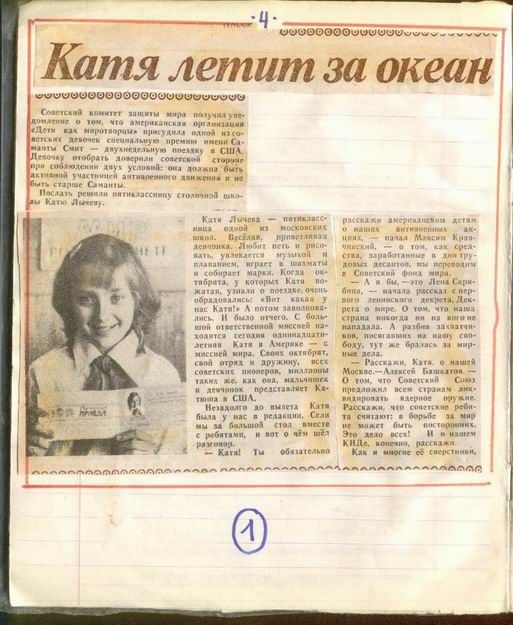 - 4 -
Катя летит за океан
Советский комитет защиты мира получил уве-
домление о том, что американская организация
«Дети как миротворцы» присудила одной из со-
ветских девочек специальную премию имени Са-
манты Смит — двухнедельную поездку в США.
Девочку отобрать доверили советской стороне
при соблюдении двух условий: она должна быть
активной участницей антивоенного движения и не
быть старше Саманты.
Послать решили пятиклассницу столичной шко-
лы Катю Лычеву.
Катя Лычева — пятикласс-
ница одной из московских
школ. Весёлая, приветливая
девчонка. Любит петь и рисо-
вать, увлекается музыкой и
плаванием, играет в шахматы
и собирает марки. Когда ок-
тябрята, у которых Катя во-
жатая, узнали о поездке, очень
обрадовались: «Вот какая у
нас Катя!» А потом заволнова-
лись. И было отчего. С боль-
шой ответственной миссией на-
ходится сегодня одиннадцати-
летняя Катя в Америке — с
миссией мира. Своих октябрят,
свой отряд и дружину, всех
советских пионеров, миллионы
таких же, как она, мальчишек
и девчонок представляет Ка-
тюша в США.
Незадолго до вылета Катя
была у нас в редакции. Сели
мы за большой стол вместе
с ребятами, и вот о чём шёл
разговор.
— Катя! Ты обязательно
расскажи американским детям
о наших антивоенных ак-
циях, — начал Максим Крав-
чинский, — о том, как сред-
ства, заработанные в дни тру-
довых десантов, мы переводим
в Советский фонд мира.
— А я бы, — это Лена Скря-
бина, — начала рассказ с пер-
вого ленинского декрета, Дек-
рета о мире. О том, что наша
страна никогда ни на кого не
нападала. А разбив захватчи-
ков, посягавших на нашу сво-
боду, тут же бралась за мир-
ные дела.
— Расскажи, Катя, о нашей
Москве. — Алексей Башкатов. —
О том, что Советский Союз
предложил всем странам лик-
видировать ядерное оружие.
Расскажи, что советские ребя-
та считают: в борьбе за мир
не может быть посторонних.
Это дело всех! И о нашем
КИДе, конечно, расскажи.
Как и многие её сверстники,
ПРАВДА
1